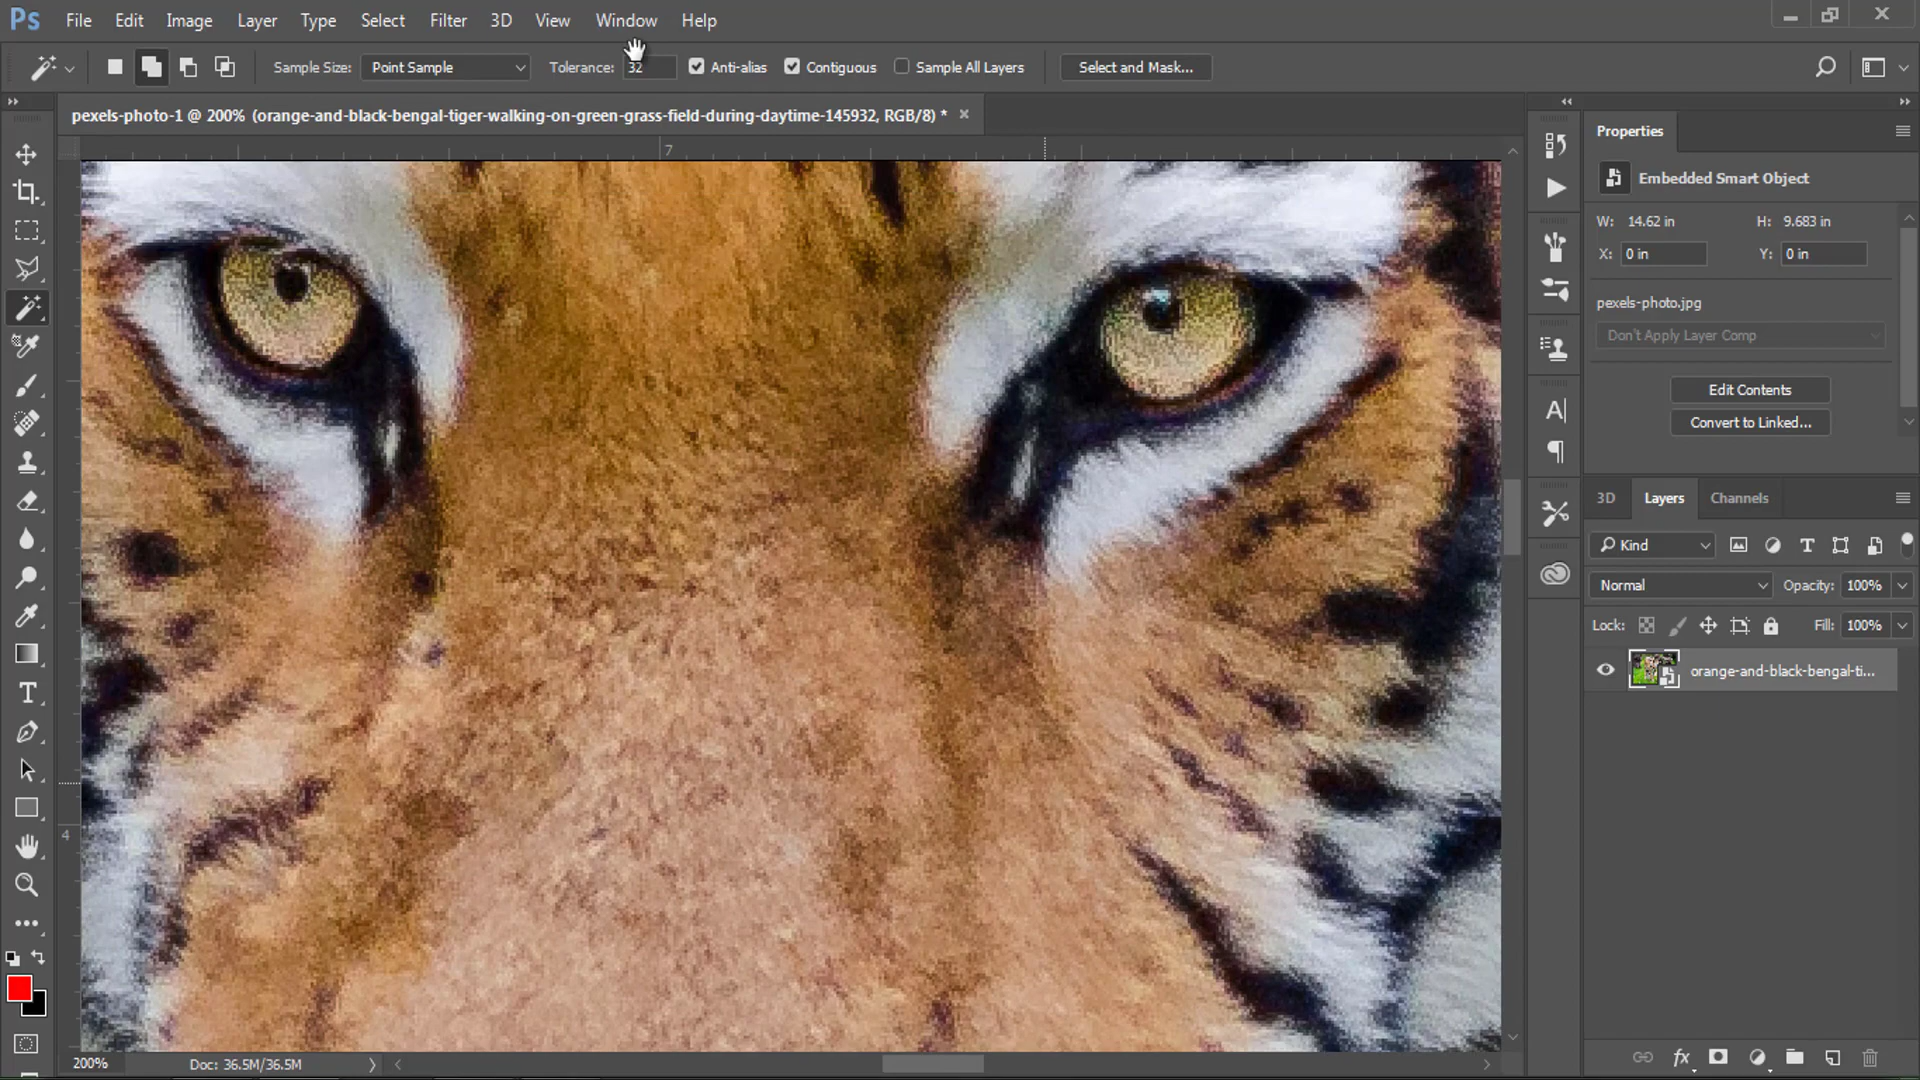 Ps File Edit Image Layer Type Select Filter 3D View Window Help
Sample Size: Point Sample Tolerance: 32 Anti-alias Contiguous Sample All Layers Select and Mask...
pexels-photo-1 @ 200% (orange-and-black-bengal-tiger-walking-on-green-grass-field-during-daytime-145932, RGB/8) * ×
7
4
Properties
Embedded Smart Object
W: 14.62 in H: 9.683 in
X: 0 in Y: 0 in
pexels-photo.jpg
Don't Apply Layer Comp
Edit Contents
Convert to Linked...
3D Layers Channels
Kind
Normal Opacity: 100%
Lock: Fill: 100%
orange-and-black-bengal-ti...
fx
200% Doc: 36.5M/36.5M